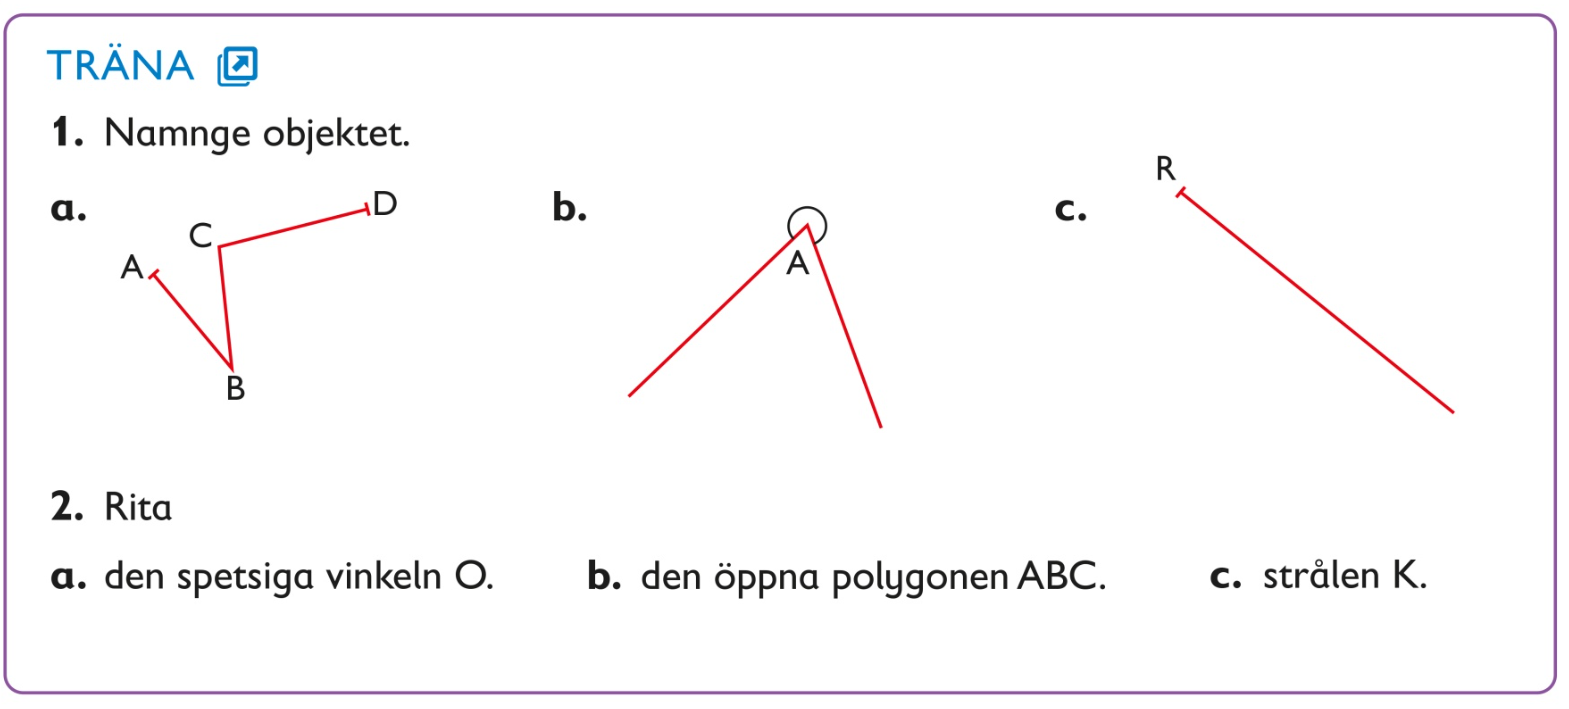 TRÄNA
1. Namnge objektet.
a.
A
B
C
D
b.
A
c.
R
2. Rita
a. den spetsiga vinkeln O.
b. den öppna polygonen ABC.
c. strålen K.